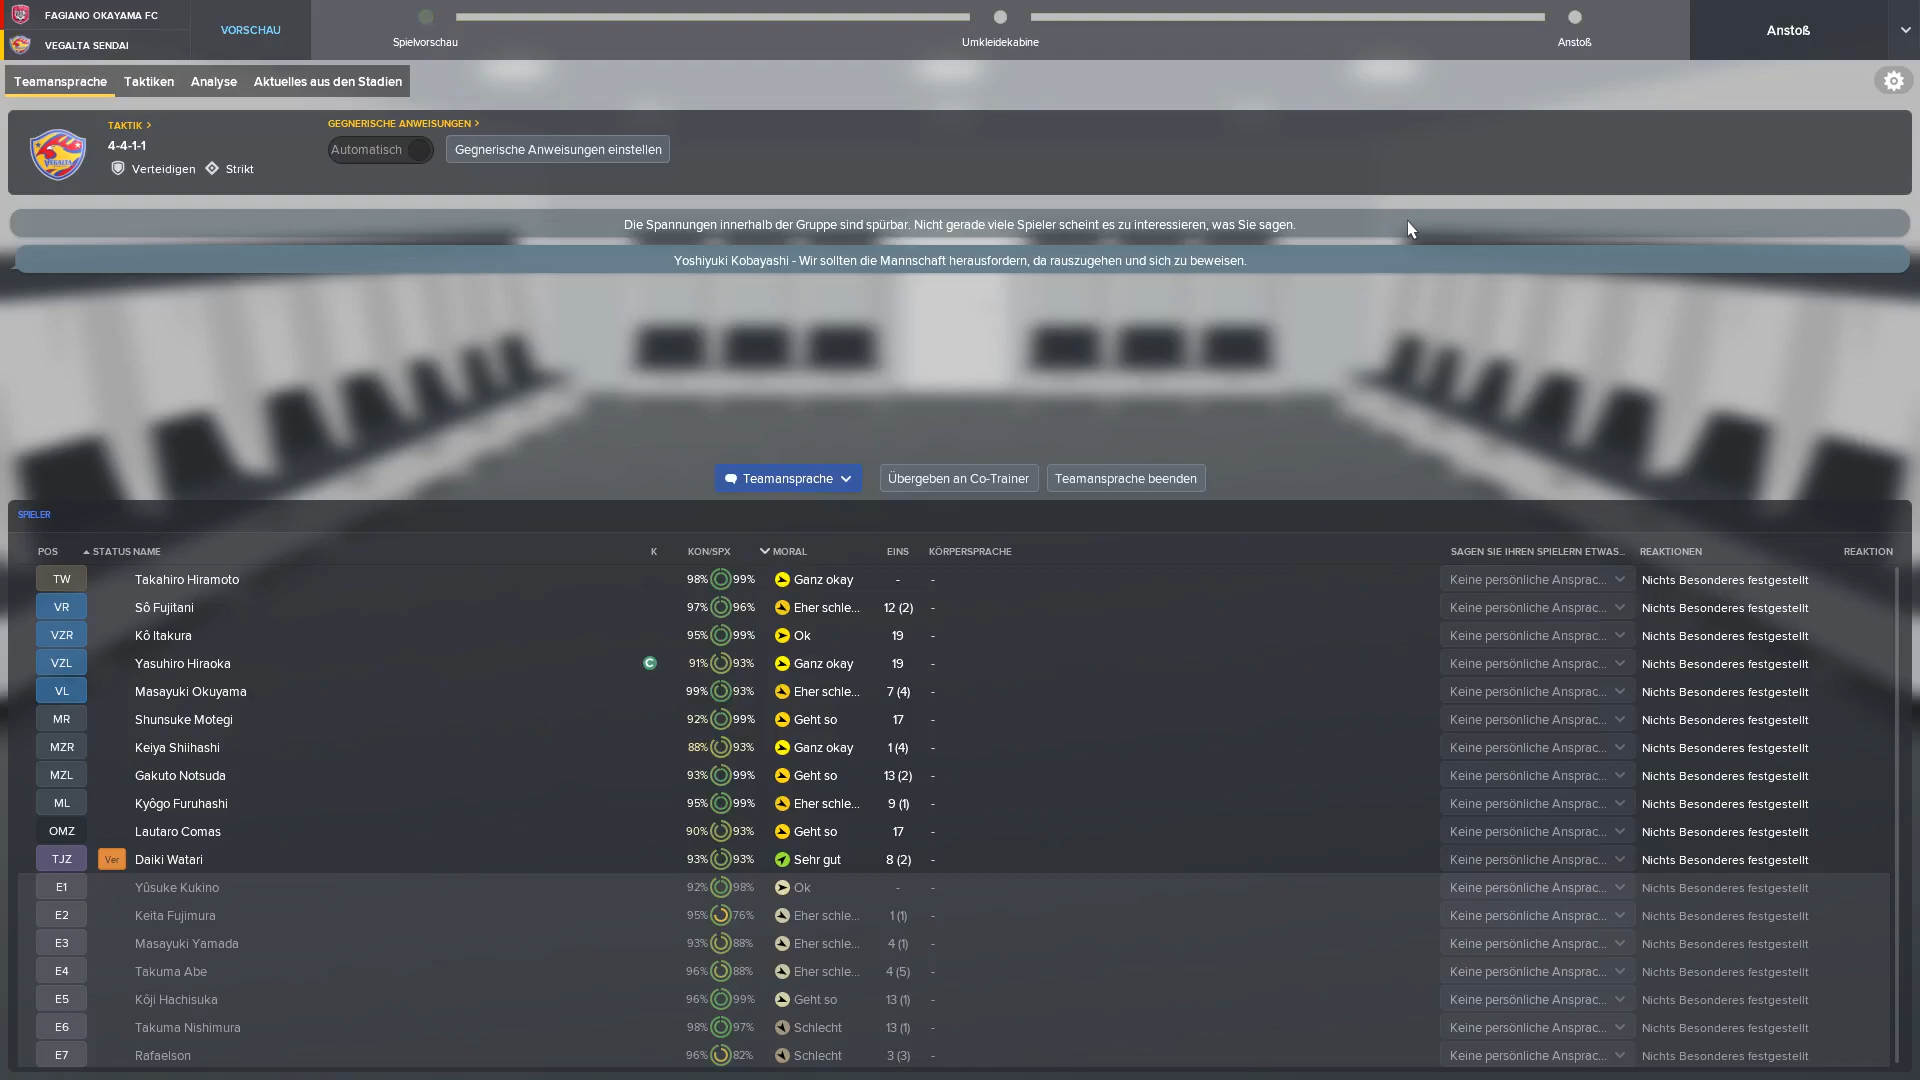 FAGIANO OKAYAMA FC
VEGALTA SENDAI
VORSCHAU
Spielvorschau
Umkleidekabine
Anstoß
Anstoß
Teamansprache Taktiken Analyse Aktuelles aus den Stadien
TAKTIK >
4-4-1-1
Verteidigen Strikt
GEGNERISCHE ANWEISUNGEN >
Automatisch Gegnerische Anweisungen einstellen
Die Spannungen innerhalb der Gruppe sind spürbar. Nicht gerade viele Spieler scheint es zu interessieren, was Sie sagen.
Yoshiyuki Kobayashi - Wir sollten die Mannschaft herausfordern, da rauszugehen und sich zu beweisen.
Teamansprache Übergeben an Co-Trainer Teamansprache beenden
SPIELER
POS STATUS NAME K KON/SPX MORAL EINS KÖRPERSPRACHE SAGEN SIE IHREN SPIELERN ETWAS... REAKTIONEN REAKTION
TW Takahiro Hiramoto 98% 99% Ganz okay - - Keine persönliche Ansprac... Nichts Besonderes festgestellt
VR Sô Fujitani 97% 96% Eher schle... 12 (2) - Keine persönliche Ansprac... Nichts Besonderes festgestellt
VZR Kô Itakura 95% 99% Ok 19 - Keine persönliche Ansprac... Nichts Besonderes festgestellt
VZL Yasuhiro Hiraoka C 91% 93% Ganz okay 19 - Keine persönliche Ansprac... Nichts Besonderes festgestellt
VL Masayuki Okuyama 99% 93% Eher schle... 7 (4) - Keine persönliche Ansprac... Nichts Besonderes festgestellt
MR Shunsuke Motegi 92% 99% Geht so 17 - Keine persönliche Ansprac... Nichts Besonderes festgestellt
MZR Keiya Shiihashi 88% 93% Ganz okay 1 (4) - Keine persönliche Ansprac... Nichts Besonderes festgestellt
MZL Gakuto Notsuda 93% 99% Geht so 13 (2) - Keine persönliche Ansprac... Nichts Besonderes festgestellt
ML Kyôgo Furuhashi 95% 99% Eher schle... 9 (1) - Keine persönliche Ansprac... Nichts Besonderes festgestellt
OMZ Lautaro Comas 90% 93% Geht so 17 - Keine persönliche Ansprac... Nichts Besonderes festgestellt
TJZ Ver Daiki Watari 93% 93% Sehr gut 8 (2) - Keine persönliche Ansprac... Nichts Besonderes festgestellt
E1 Yûsuke Kukino 92% 98% Ok - - Keine persönliche Ansprac... Nichts Besonderes festgestellt
E2 Keita Fujimura 95% 76% Eher schle... 1 (1) - Keine persönliche Ansprac... Nichts Besonderes festgestellt
E3 Masayuki Yamada 93% 88% Eher schle... 4 (1) - Keine persönliche Ansprac... Nichts Besonderes festgestellt
E4 Takuma Abe 96% 88% Eher schle... 4 (5) - Keine persönliche Ansprac... Nichts Besonderes festgestellt
E5 Kôji Hachisuka 96% 99% Geht so 13 (1) - Keine persönliche Ansprac... Nichts Besonderes festgestellt
E6 Takuma Nishimura 98% 97% Schlecht 13 (1) - Keine persönliche Ansprac... Nichts Besonderes festgestellt
E7 Rafaelson 96% 82% Schlecht 3 (3) - Keine persönliche Ansprac... Nichts Besonderes festgestellt